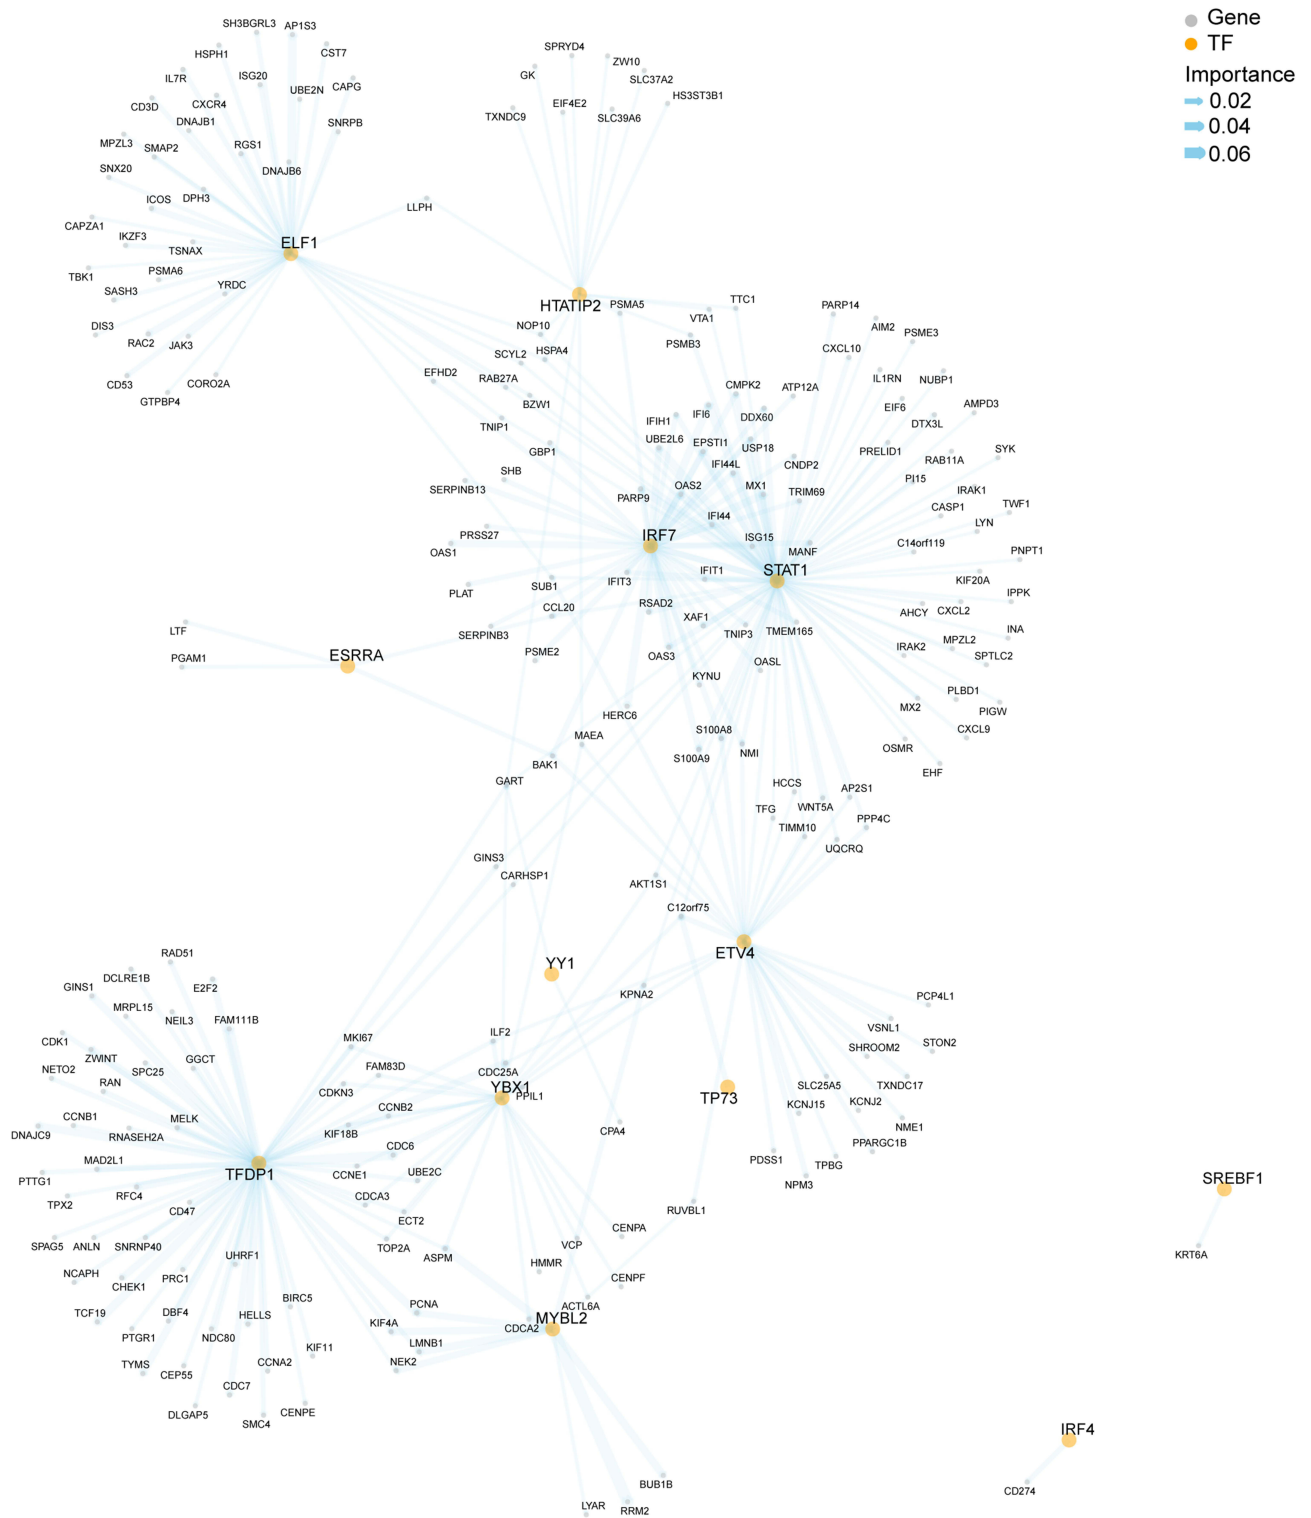 Gene
TF
Importance
0.02
0.04
0.06
SH3BGRL3
AP1S3
HSPH1
CST7
IL7R
ISG20
UBE2N
CAPG
CD3D
CXCR4
DNAJB1
SNRPB
MPZL3
SMAP2
RGS1
SNX20
DNAJB6
ICOS
DPH3
CAPZA1
IKZF3
TSNAX
ELF1
TBK1
PSMA6
SASH3
YRDC
DIS3
RAC2
JAK3
CD53
CORO2A
GTPBP4
SPRYD4
ZW10
GK
SLC37A2
HS3ST3B1
EIF4E2
TXNDC9
SLC39A6
LLPH
HTATIP2
PSMA5
TTC1
VTA1
PSMB3
NOP10
SCYL2
HSPA4
EFHD2
RAB27A
BZW1
TNIP1
GBP1
SHB
SERPINB13
PARP14
AIM2
PSME3
CXCL10
IL1RN
NUBP1
CMPK2
ATP12A
EIF6
AMPD3
DTX3L
IFIH1
IFI6
DDX60
UBE2L6
EPSTI1
USP18
PRELID1
RAB11A
SYK
IFI44L
CNDP2
PI15
IRAK1
OAS2
MX1
TRIM69
PARP9
CASP1
TWF1
LYN
IFI44
IRF7
ISG15
MANF
C14orf119
PNPT1
PRSS27
OAS1
STAT1
IFIT3
IFIT1
KIF20A
IPPK
PLAT
SUB1
CCL20
RSAD2
AHCY
CXCL2
XAF1
TNIP3
TMEM165
INA
MPZL2
IRAK2
SPTLC2
SERPINB3
PSME2
OAS3
OASL
KYNU
PLBD1
MX2
PIGW
CXCL9
OSMR
EHF
LTF
PGAM1
ESRRA
HERC6
MAEA
S100A8
S100A9
NMI
BAK1
GART
HCCS
AP2S1
WNT5A
TFG
PPP4C
TIMM10
UQCRQ
GINS3
CARHSP1
AKT1S1
C12orf75
ETV4
YY1
KPNA2
RAD51
DCLRE1B
GINS1
E2F2
MRPL15
NEIL3
FAM111B
CDK1
ZWINT
GGCT
NETO2
SPC25
RAN
CCNB1
MELK
DNAJC9
RNASEH2A
MAD2L1
PTTG1
TFDP1
RFC4
TPX2
CD47
SPAG5
ANLN
SNRNP40
UHRF1
NCAPH
CHEK1
PRC1
BIRC5
TCF19
DBF4
HELLS
PTGR1
NDC80
KIF11
TYMS
CEP55
CCNA2
CDC7
DLGAP5
SMC4
CENPE
MKI67
ILF2
FAM83D
CDC25A
CDKN3
YBX1
PPIL1
CCNB2
KIF18B
CDC6
CCNE1
UBE2C
CDCA3
ECT2
TOP2A
ASPM
CPA4
TP73
PCP4L1
VSNL1
SHROOM2
STON2
SLC25A5
TXNDC17
KCNJ15
KCNJ2
NME1
PPARGC1B
PDSS1
TPBG
NPM3
RUVBL1
CENPA
VCP
HMMR
CENPF
PCNA
ACTL6A
KIF4A
CDCA2
MYBL2
LMNB1
NEK2
BUB1B
LYAR
RRM2
SREBF1
KRT6A
IRF4
CD274